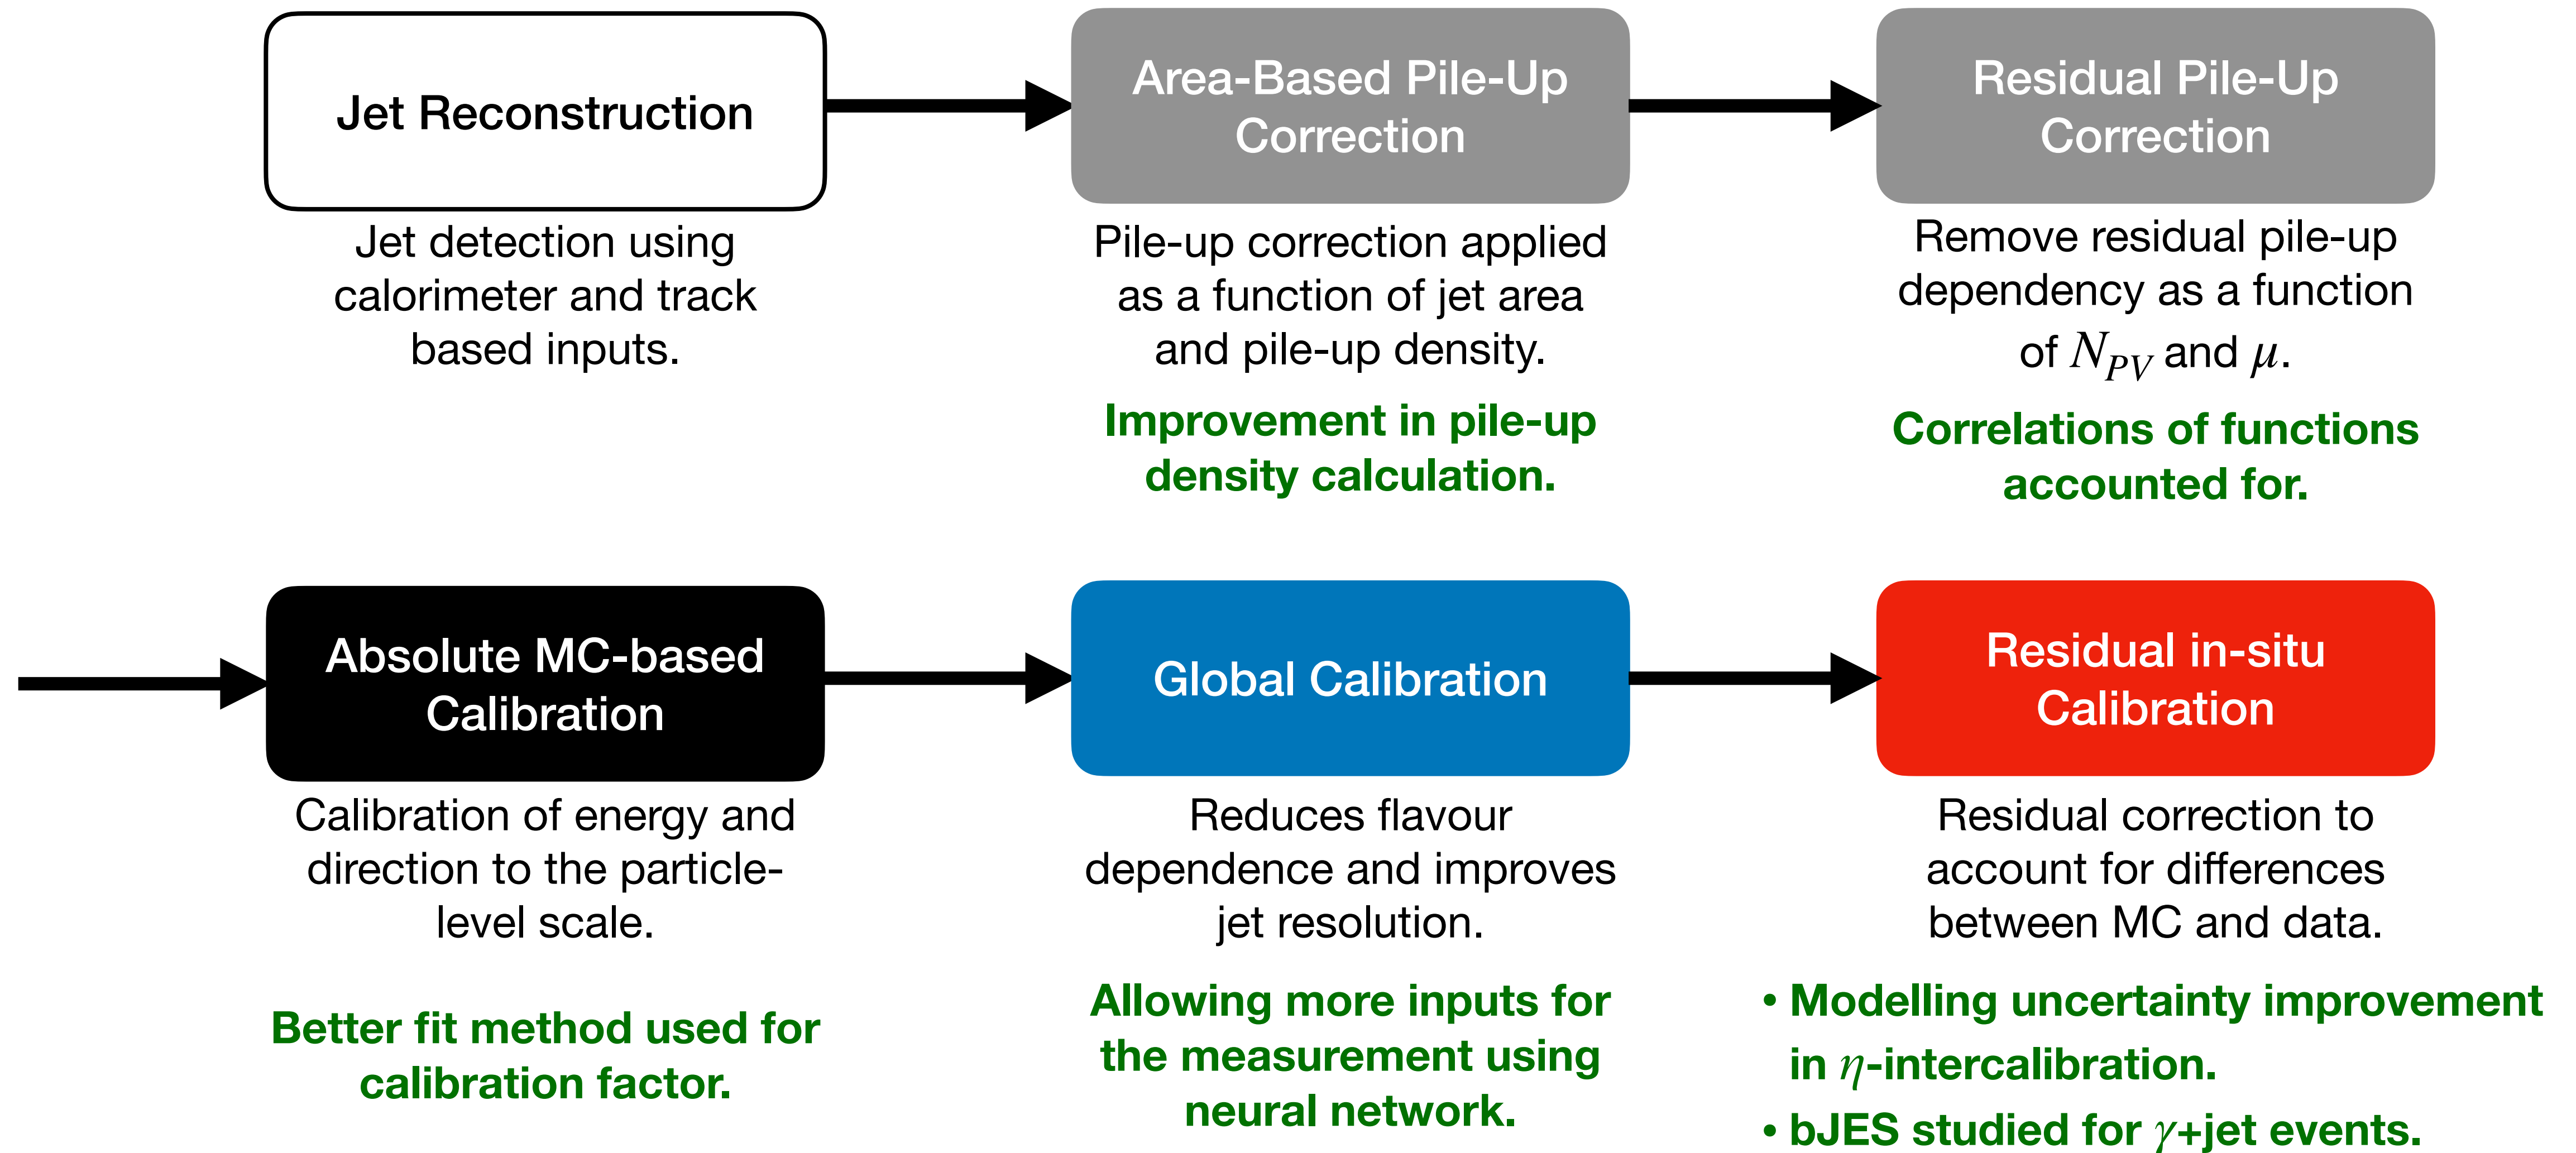 Jet Reconstruction
Jet detection using
calorimeter and track
based inputs.
Area-Based Pile-Up
Correction
Pile-up correction applied
as a function of jet area
and pile-up density.
Improvement in pile-up
density calculation.
Residual Pile-Up
Correction
Remove residual pile-up
dependency as a function
of N_{PV} and μ.
Correlations of functions
accounted for.
Absolute MC-based
Calibration
Calibration of energy and
direction to the particle-
level scale.
Better fit method used for
calibration factor.
Global Calibration
Reduces flavour
dependence and improves
jet resolution.
Allowing more inputs for
the measurement using
neural network.
Residual in-situ
Calibration
Residual correction to
account for differences
between MC and data.
• Modelling uncertainty improvement
in η-intercalibration.
• bJES studied for γ+jet events.